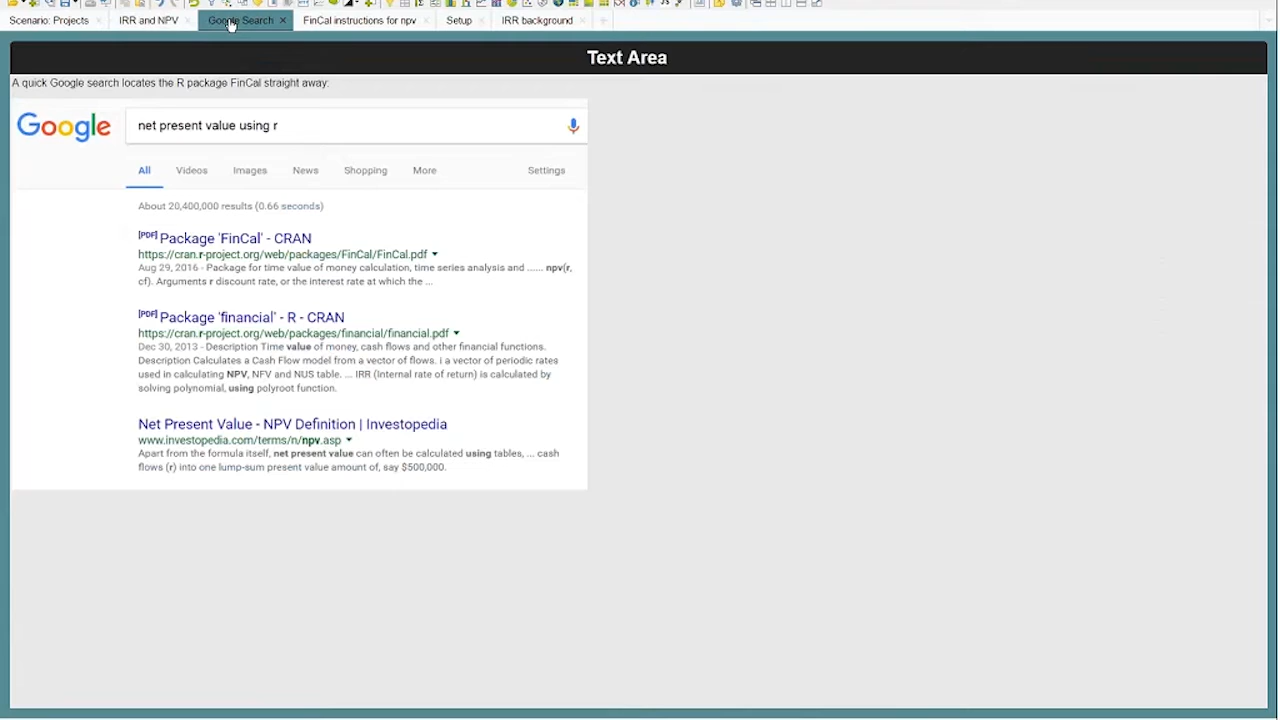 Scenario: Projects
IRR and NPV
Google Search
FinCal instructions for npv
Setup
IRR background
Text Area
A quick Google search locates the R package FinCal straight away:
Google
net present value using r
All Videos Images News Shopping More Settings
About 20,400,000 results (0.66 seconds)
[PDF] Package 'FinCal' - CRAN
https://cran.r-project.org/web/packages/FinCal/FinCal.pdf
Aug 29, 2016 - Package for time value of money calculation, time series analysis and ...... npv(r,
cf). Arguments r discount rate, or the interest rate at which the ...
[PDF] Package 'financial' - R - CRAN
https://cran.r-project.org/web/packages/financial/financial.pdf
Dec 30, 2013 - Description Time value of money, cash flows and other financial functions.
Description Calculates a Cash Flow model from a vector of flows. i a vector of periodic rates
used in calculating NPV, NFV and NUS table. ... IRR (Internal rate of return) is calculated by
solving polynomial, using polyroot function.
Net Present Value - NPV Definition | Investopedia
www.investopedia.com/terms/n/npv.asp
Apart from the formula itself, net present value can often be calculated using tables, ... cash
flows (r) into one lump-sum present value amount of, say $500,000.